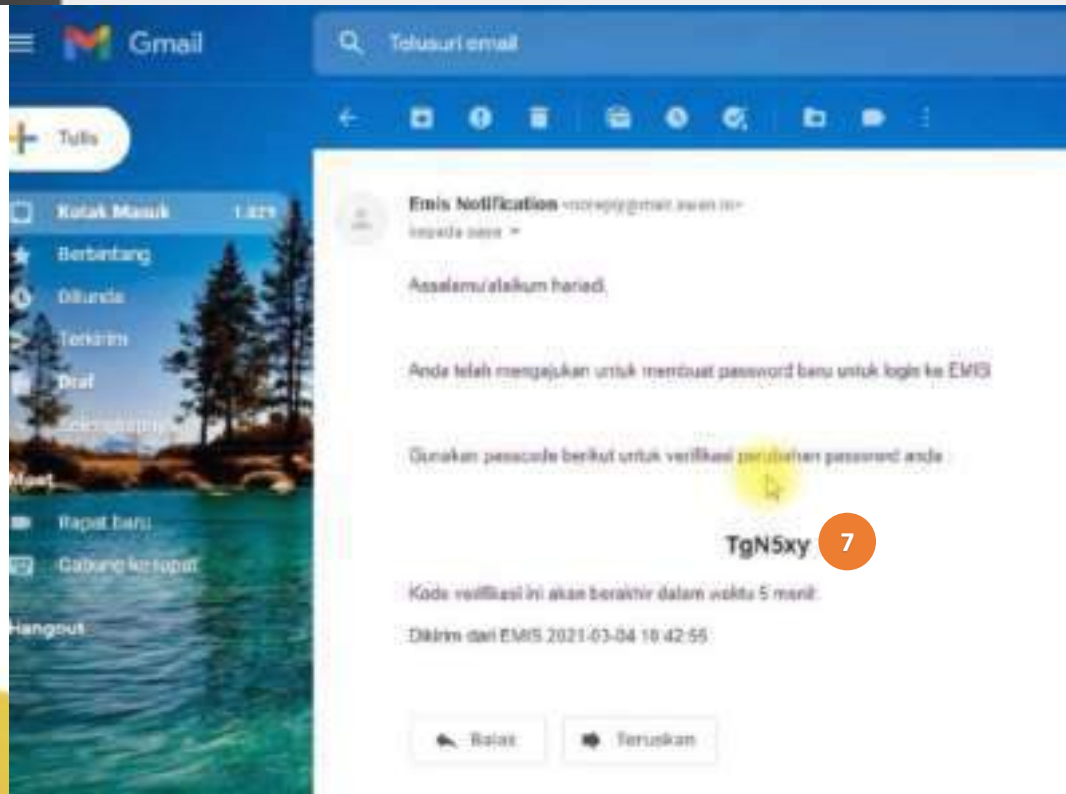 Gmail
Telusuri email
Tulis
Kotak Masuk 1.829
Berbintang
Ditunda
Terkirim
Draf
Selengkapnya
Meet
Rapat baru
Gabung ke rapat
Hangout
Emis Notification
kepada saya
Assalamu'alaikum hariadi,
Anda telah mengajukan untuk membuat password baru untuk login ke EMIS
Gunakan passcode berikut untuk verifikasi perubahan password anda :
TgN5xy 7
Kode verifikasi ini akan berakhir dalam waktu 5 menit
Dikirim dari EMIS 2021-03-04 10:42:55
Balas
Teruskan